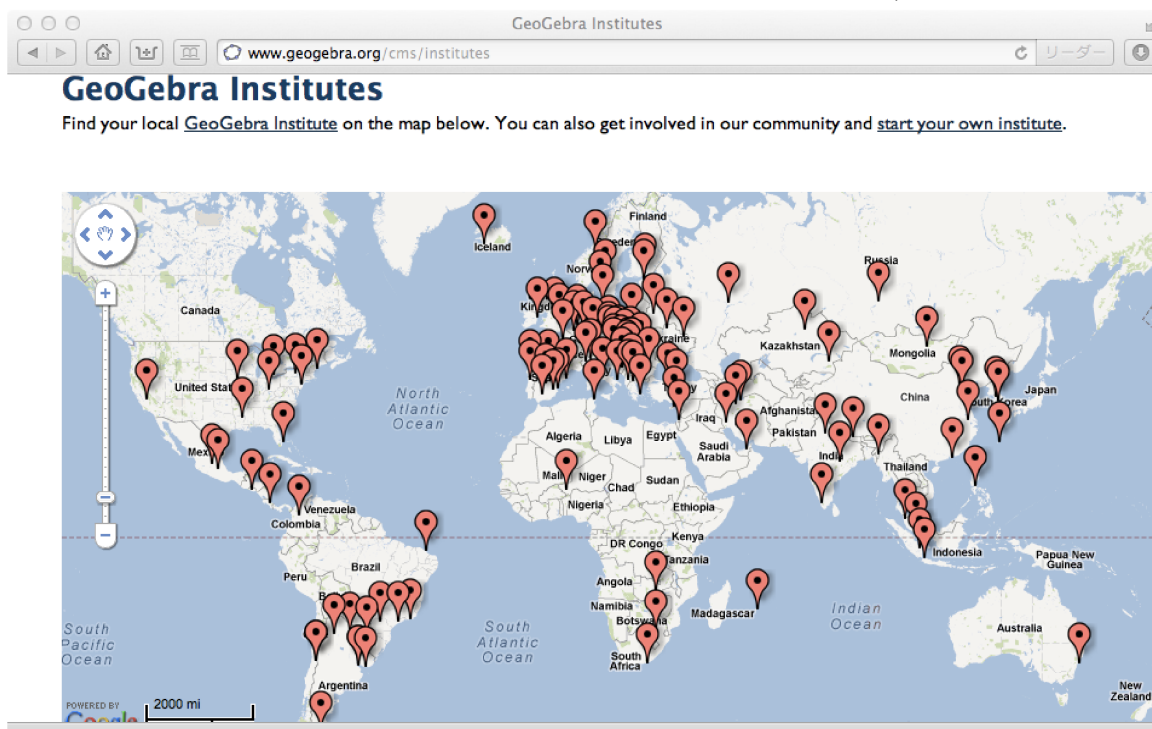 GeoGebra Institutes
www.geogebra.org/cms/institutes
リーダー
GeoGebra Institutes
Find your local GeoGebra Institute on the map below. You can also get involved in our community and start your own institute.
Finland
Iceland
Russia
Canada
Kazakhstan
Mongolia
United
North
Atlantic
Ocean
China
Japan
Iraq
Afghanista
Pakistan
Algeria
Libya
Egypt
Saudi
Arabia
Mali
Niger
Chad
Sudan
Thailand
Nigeria
Ethiopia
Venezuela
Colombia
DR Congo
Kenya
Tanzania
Indonesia
Papua New
Guinea
Peru
Brazil
Angola
Namibia
Botswana
Madagascar
Indian
Ocean
Australia
South
Pacific
Ocean
South
Atlantic
Ocean
South
Africa
Argentina
New
Zealand
POWERED BY
Google
2000 mi